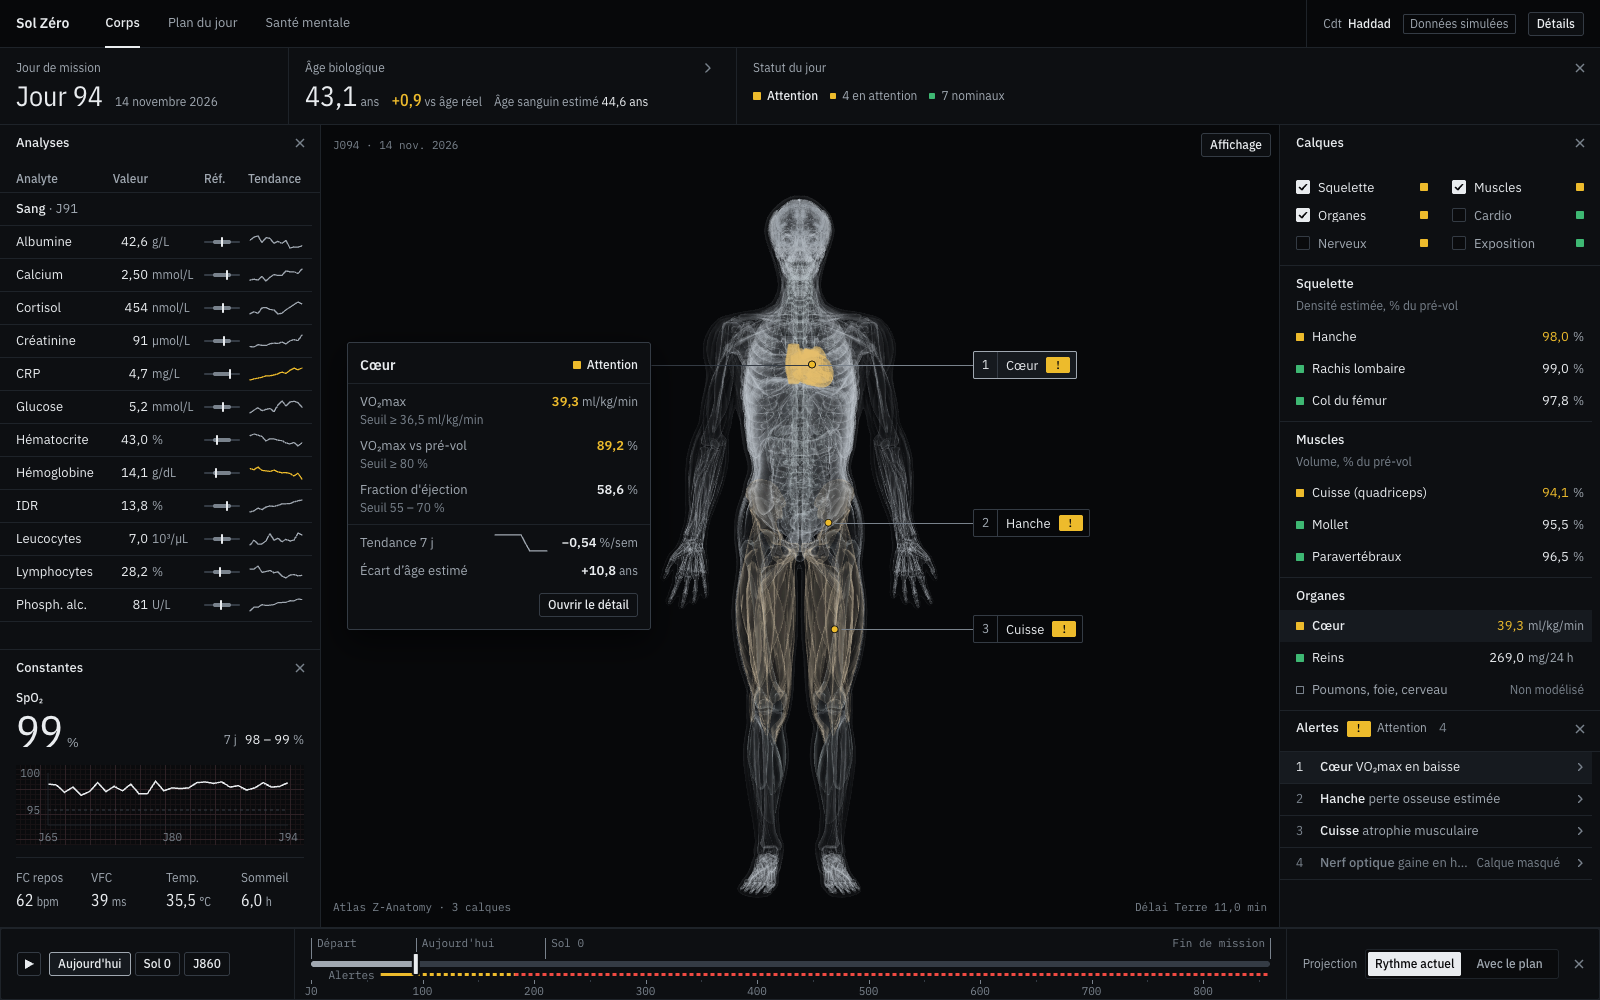 Sol Zéro
Corps
Plan du jour
Santé mentale
Cdt Haddad
Données simulées
Détails
Jour de mission
Jour 94 14 novembre 2026
Âge biologique
43,1 ans +0,9 vs âge réel Âge sanguin estimé 44,6 ans
Statut du jour
Attention 4 en attention 7 nominaux
Analyses
Analyte Valeur Réf. Tendance
Sang · J91
Albumine 42,6 g/L
Calcium 2,50 mmol/L
Cortisol 454 nmol/L
Créatinine 91 µmol/L
CRP 4,7 mg/L
Glucose 5,2 mmol/L
Hématocrite 43,0 %
Hémoglobine 14,1 g/dL
IDR 13,8 %
Leucocytes 7,0 10³/µL
Lymphocytes 28,2 %
Phosph. alc. 81 U/L
Constantes
SpO₂
99 % 7 j 98 – 99 %
100
95
J65 J80 J94
FC repos VFC Temp. Sommeil
62 bpm 39 ms 35,5 °C 6,0 h
J094 · 14 nov. 2026
Affichage
Cœur Attention
VO₂max 39,3 ml/kg/min
Seuil ≥ 36,5 ml/kg/min
VO₂max vs pré-vol 89,2 %
Seuil ≥ 80 %
Fraction d'éjection 58,6 %
Seuil 55 – 70 %
Tendance 7 j −0,54 %/sem
Écart d'âge estimé +10,8 ans
Ouvrir le détail
1 Cœur !
2 Hanche !
3 Cuisse !
Atlas Z-Anatomy · 3 calques
Délai Terre 11,0 min
Calques
Squelette Muscles
Organes Cardio
Nerveux Exposition
Squelette
Densité estimée, % du pré-vol
Hanche 98,0 %
Rachis lombaire 99,0 %
Col du fémur 97,8 %
Muscles
Volume, % du pré-vol
Cuisse (quadriceps) 94,1 %
Mollet 95,5 %
Paravertébraux 96,5 %
Organes
Cœur 39,3 ml/kg/min
Reins 269,0 mg/24 h
Poumons, foie, cerveau Non modélisé
Alertes ! Attention 4
1 Cœur VO₂max en baisse
2 Hanche perte osseuse estimée
3 Cuisse atrophie musculaire
4 Nerf optique gaine en h… Calque masqué
Aujourd'hui Sol 0 J860
Départ Aujourd'hui Sol 0 Fin de mission
Alertes
J0 100 200 300 400 500 600 700 800
Projection Rythme actuel Avec le plan